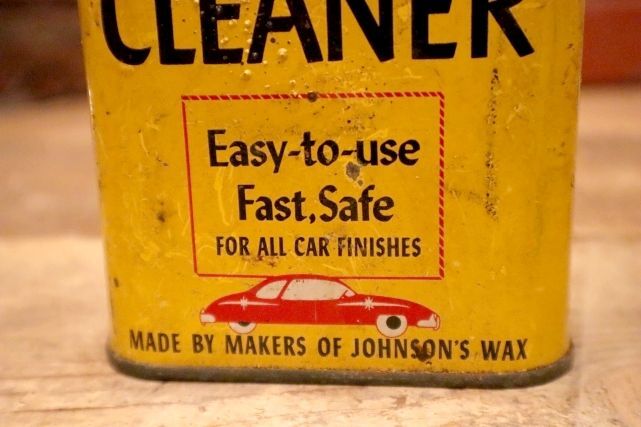 CLEANER
Easy-to-use
Fast, Safe
FOR ALL CAR FINISHES
MADE BY MAKERS OF JOHNSON'S WAX